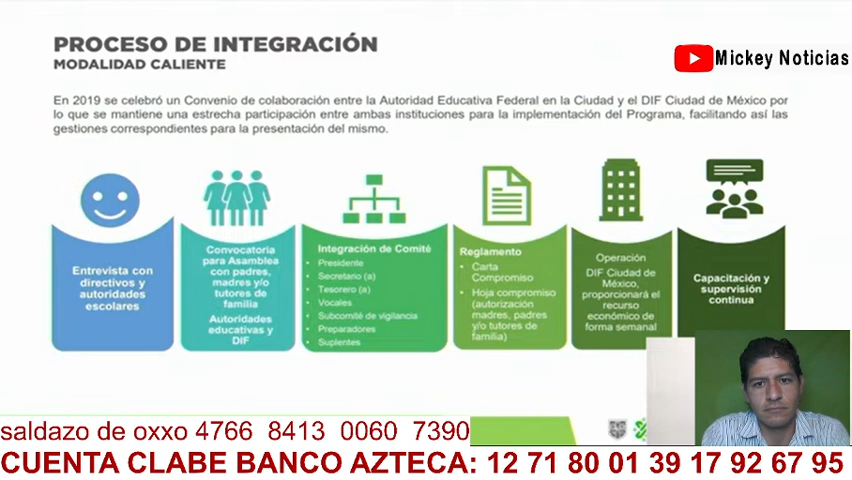 PROCESO DE INTEGRACIÓN
MODALIDAD CALIENTE
Mickey Noticias
En 2019 se celebró un Convenio de colaboración entre la Autoridad Educativa Federal en la Ciudad y el DIF Ciudad de México por
lo que se mantiene una estrecha participación entre ambas instituciones para la implementación del Programa, facilitando así las
gestiones correspondientes para la presentación del mismo.
Entrevista con
directivos y
autoridades
escolares
Convocatoria
para Asamblea
con padres,
madres y/o
tutores de
familia
Autoridades
educativas y
DIF
Integración de Comité
• Presidente
• Secretario (a)
• Tesorero (a)
• Vocales
• Subcomité de vigilancia
• Preparadores
• Suplentes
Reglamento
• Carta
Compromiso
• Hoja compromiso
(autorización
madres, padres
y/o tutores de
familia)
Operación
DIF Ciudad de
México,
proporcionará el
recurso
económico de
forma semanal
Capacitación y
supervisión
continua
saldazo de oxxo 4766 8413 0060 7390
CUENTA CLABE BANCO AZTECA: 12 71 80 01 39 17 92 67 95